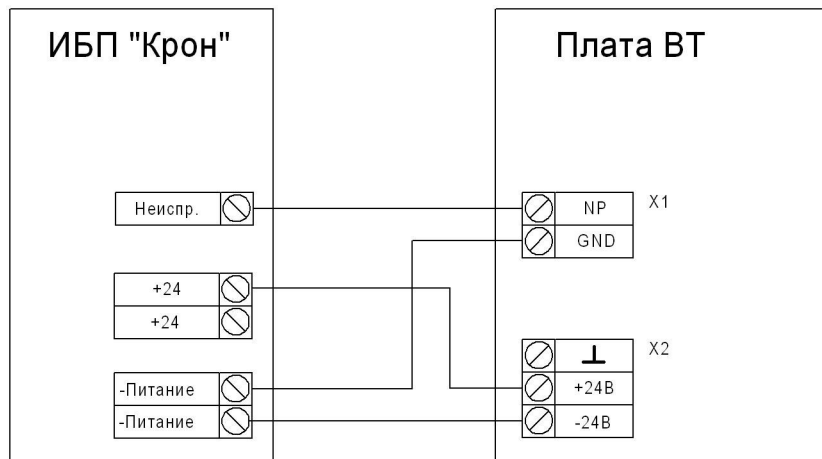 ИБП "Крон"
Плата ВТ
Неиспр.
NP
X1
GND
+24
+24
X2
-Питание
+24В
-Питание
-24В